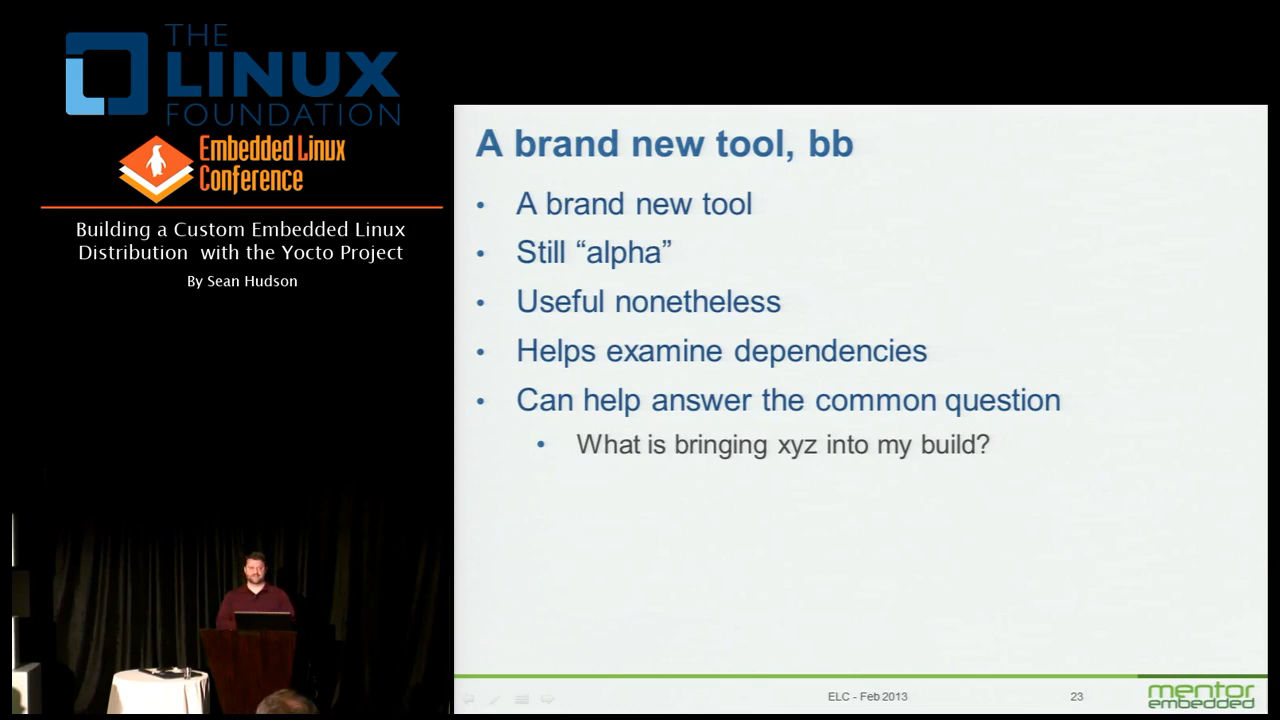 THE
LINUX
FOUNDATION
Embedded Linux
Conference
Building a Custom Embedded Linux
Distribution with the Yocto Project
By Sean Hudson
A brand new tool, bb
• A brand new tool
• Still “alpha”
• Useful nonetheless
• Helps examine dependencies
• Can help answer the common question
• What is bringing xyz into my build?
ELC - Feb 2013
23
mentor
embedded